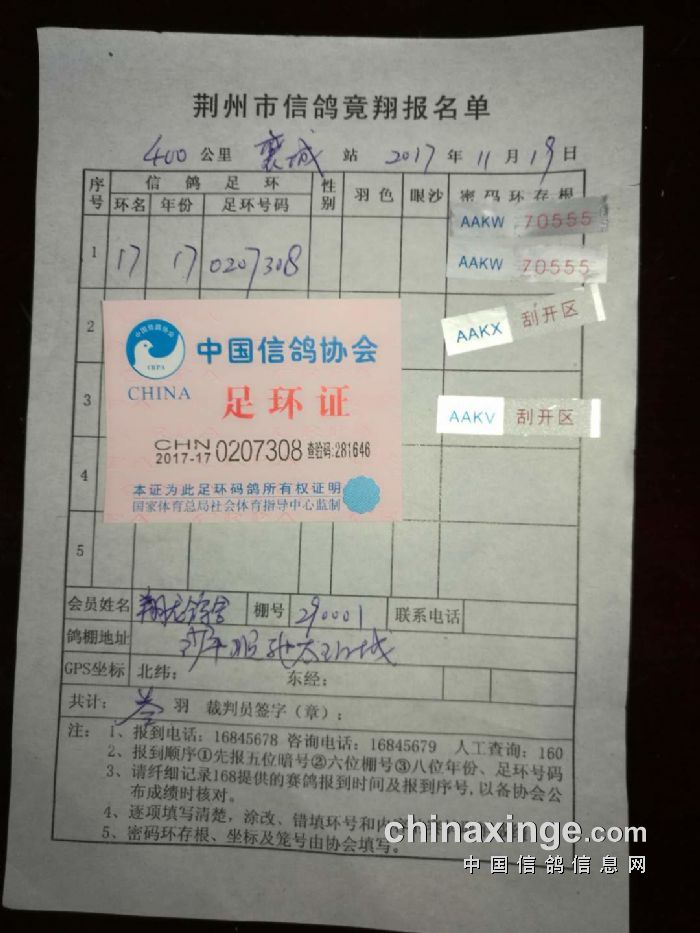 荆州市信鸽竟翔报名单
400 公里 襄城 站 2017 年 11 月 19 日
序号 信鸽足环 性别 羽色 眼沙 密码环存根
环名 年份 足环号码
AAKW 70555
1 17 17 0207308 AAKW 70555
2 AAKX 刮开区
3 AAKV 刮开区
4
5
中国信鸽协会
CRPA
中国信鸽协会
CHINA
足环证
CHN
2017-17 0207308 查验码:281646
本证为此足环码鸽所有权证明
国家体育总局社会体育指导中心监制
会员姓名 翔龙鸽舍 棚号 290001 联系电话
鸽棚地址
GPS坐标 北纬: 东经:
共计: 羽 裁判员签字（章）:
注: 1、报到电话: 16845678 咨询电话: 16845679 人工查询: 160
2、报到顺序①先报五位暗号②六位棚号③八位年份、足环号码
3、请纤细记录168提供的赛鸽报到时间及报到序号,以备协会公
布成绩时核对。
4、逐项填写清楚，涂改、错填环号和内
5、密码环存根、坐标及笼号由协会填写。
chinaxinge.com
中国信鸽信息网